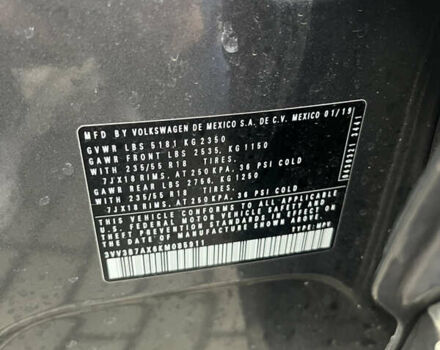 MFD BY VOLKSWAGEN DE MEXICO S.A. DE C.V. MEXICO 01/19
GVWR LBS 5181 KG 2350
GAWR FRONT LBS 2535, KG 1150
WITH 235/55 R18 TIRES,
7JX18 RIMS, AT 250 KPA, 36 PSI COLD
GAWR REAR LBS 2756, KG 1250
WITH 235/55 R18 TIRES,
7JX18 RIMS, AT 250 KPA, 36 PSI COLD
THIS VEHICLE CONFORMS TO ALL APPLICABLE
U.S. FEDERAL MOTOR VEHICLE SAFETY AND
THEFT PREVENTION STANDARDS IN EFFECT ON
THE DATE OF MANUFACTURE SHOWN ABOVE